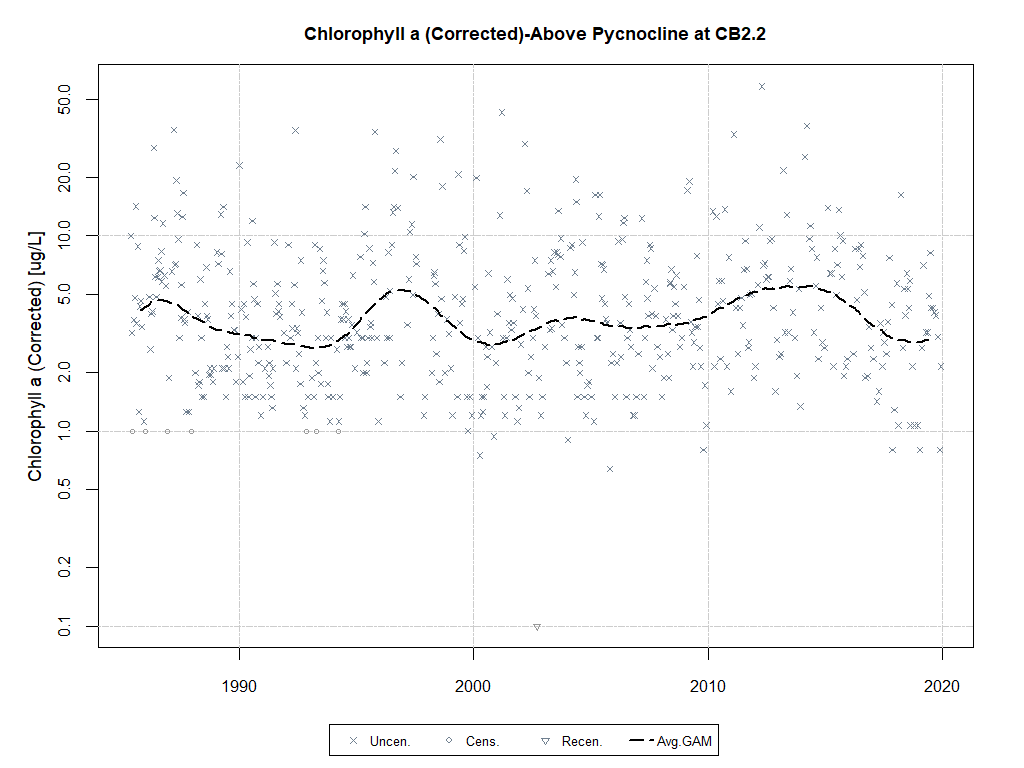 Chlorophyll a (Corrected)-Above Pycnocline at CB2.2
Chlorophyll a (Corrected) [ug/L]
50.0
20.0
10.0
5.0
2.0
1.0
0.5
0.2
0.1
1990 2000 2010 2020
Uncen. Cens. Recen. Avg.GAM